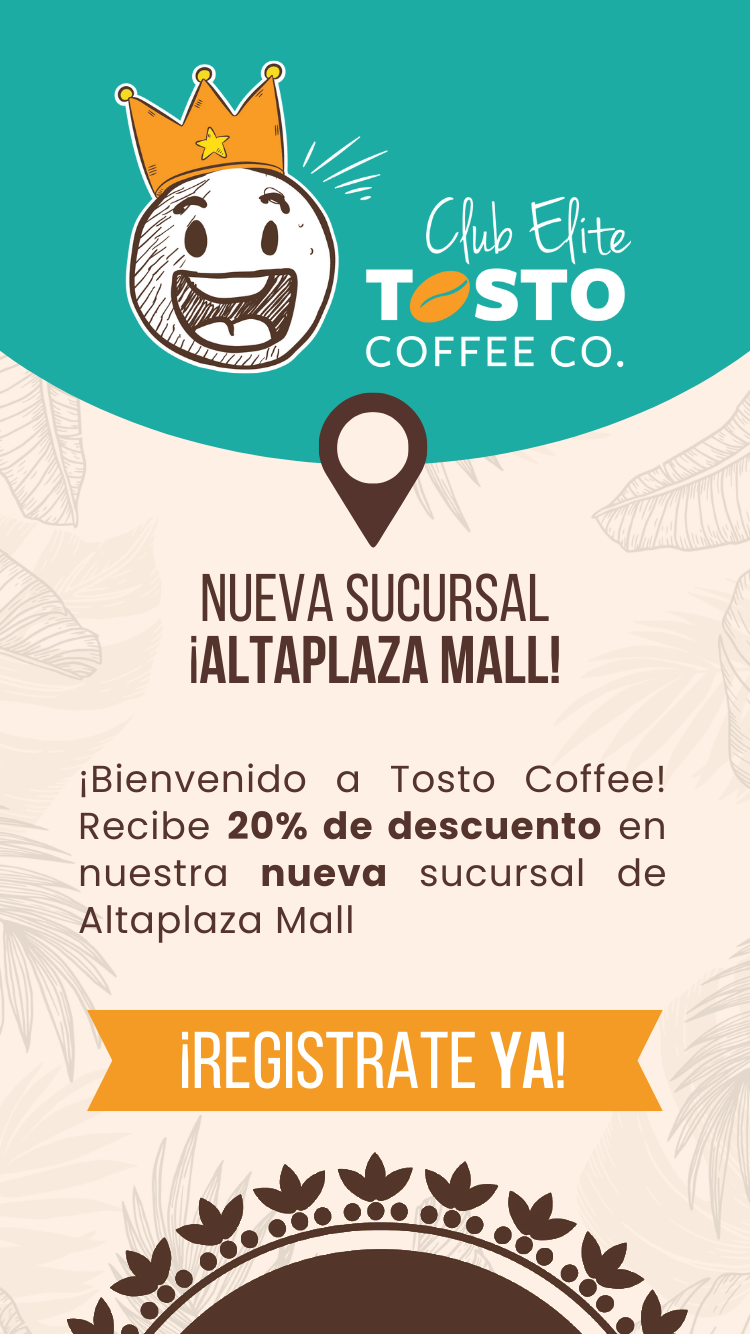 Club Elite
TOSTO
COFFEE CO.
NUEVA SUCURSAL
¡ALTAPLAZA MALL!
¡Bienvenido a Tosto Coffee!
Recibe 20% de descuento en
nuestra nueva sucursal de
Altaplaza Mall
¡REGISTRATE YA!